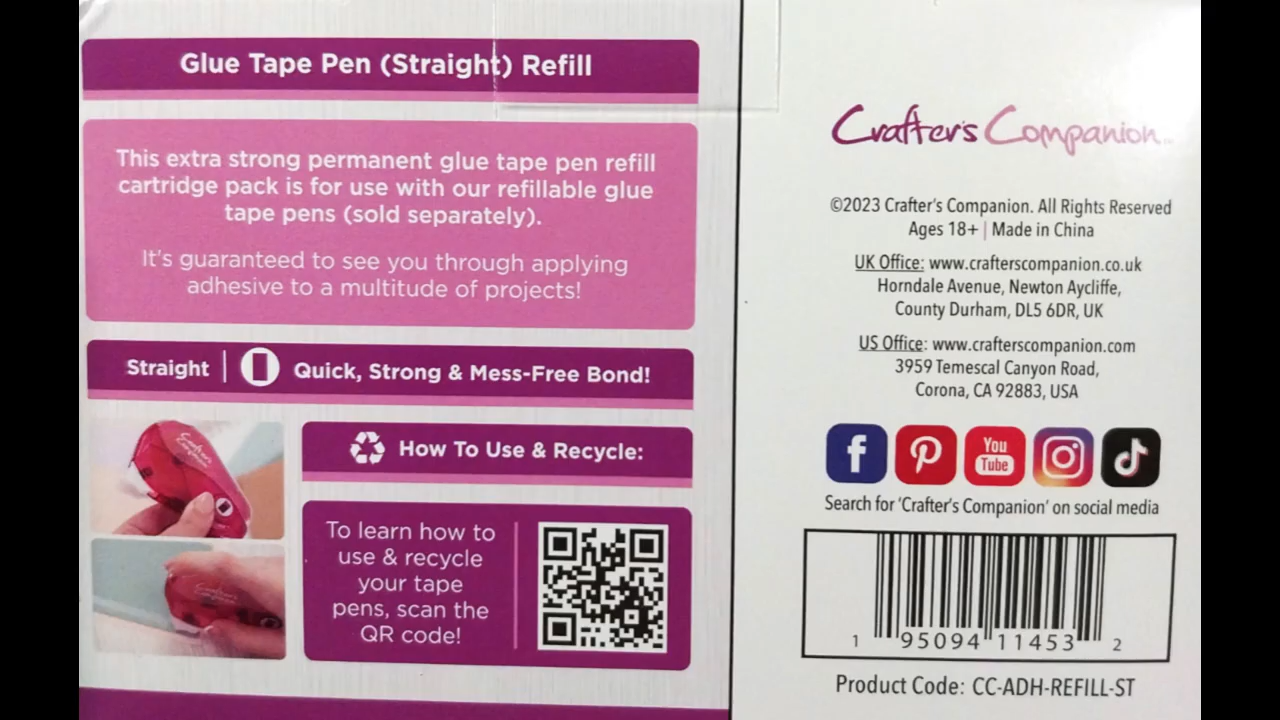 Glue Tape Pen (Straight) Refill
This extra strong permanent glue tape pen refill
cartridge pack is for use with our refillable glue
tape pens (sold separately).
It's guaranteed to see you through applying
adhesive to a multitude of projects!
Straight | Quick, Strong & Mess-Free Bond!
Crafter's
Companion
Crafter's
Companion
How To Use & Recycle:
To learn how to
use & recycle
your tape
pens, scan the
QR code!
Crafter's Companion
©2023 Crafter's Companion. All Rights Reserved
Ages 18+ | Made in China
UK Office: www.crafterscompanion.co.uk
Horndale Avenue, Newton Aycliffe,
County Durham, DL5 6DR, UK
US Office: www.crafterscompanion.com
3959 Temescal Canyon Road,
Corona, CA 92883, USA
You
Tube
Search for 'Crafter's Companion' on social media
1 95094 11453 2
Product Code: CC-ADH-REFILL-ST